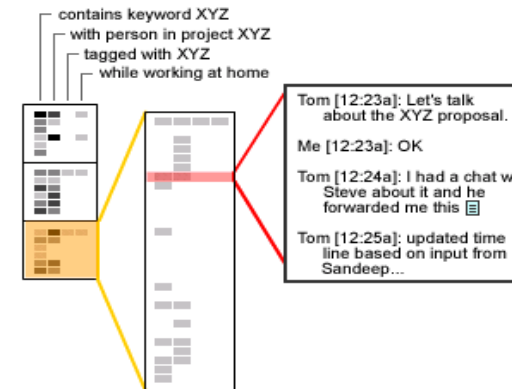 contains keyword XYZ
with person in project XYZ
tagged with XYZ
while working at home
Tom [12:23a]: Let's talk
about the XYZ proposal.
Me [12:23a]: OK
Tom [12:24a]: I had a chat w
Steve about it and he
forwarded me this
Tom [12:25a]: updated time
line based on input from
Sandeep...